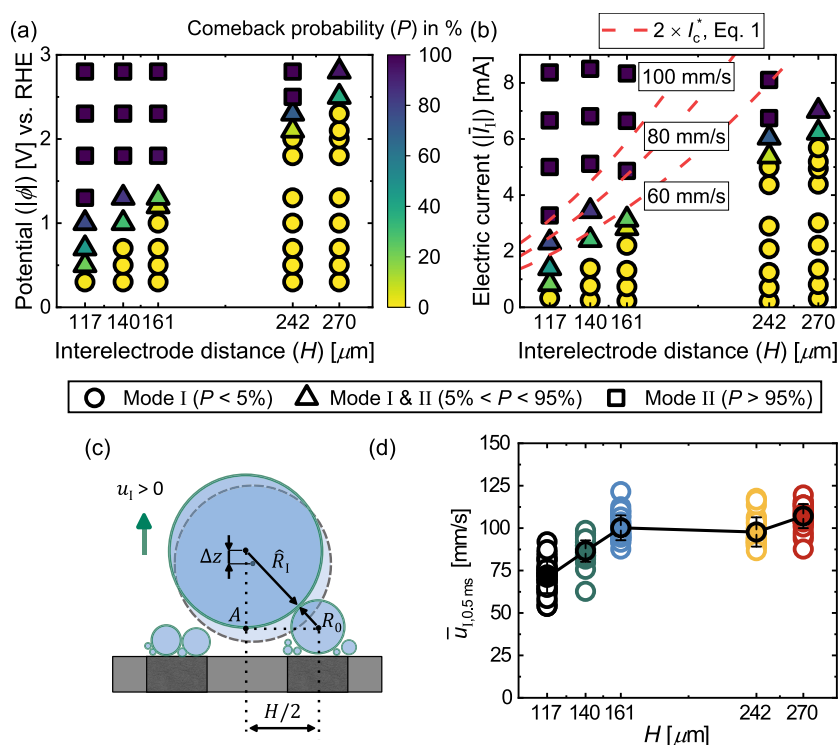 (a)
Comeback probability (P) in %
Potential (|ϕ|) [V] vs. RHE
3
2
1
0
117 140 161 242 270
Interelectrode distance (H) [μm]
100
80
60
40
20
0
(b)
2 × I*c, Eq. 1
100 mm/s
80 mm/s
60 mm/s
Electric current (|ĪI|) [mA]
8
6
4
2
0
117 140 161 242 270
Interelectrode distance (H) [μm]
Mode I (P < 5%) Mode I & II (5% < P < 95%) Mode II (P > 95%)
(c)
uI > 0
Δz
R̂I
A
R0
H/2
(d)
ūI,0.5 ms [mm/s]
150
125
100
75
50
25
0
117 140 161 242 270
H [μm]